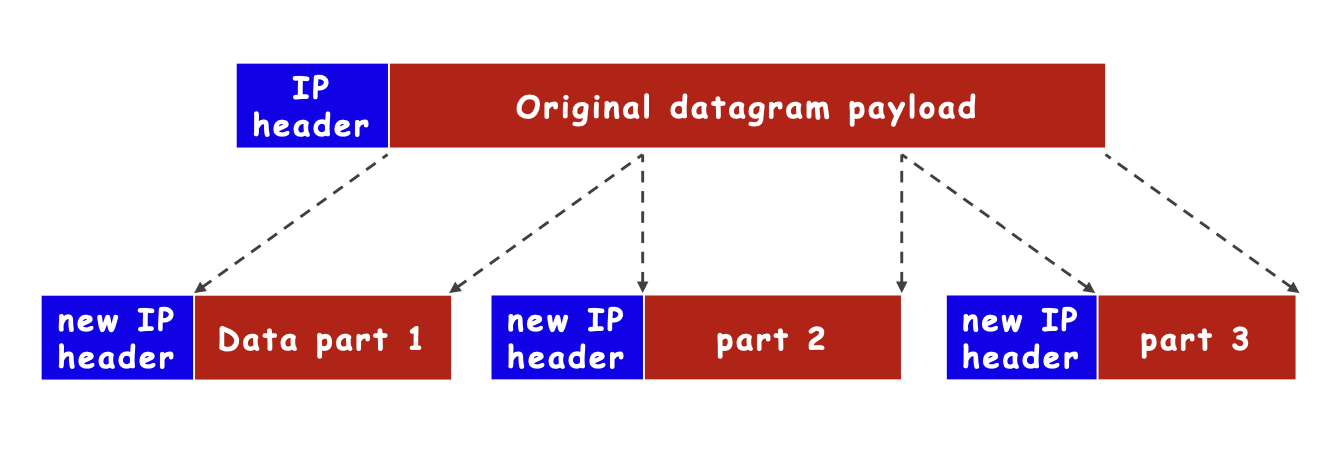 IP
header
Original datagram payload
new IP
header
Data part 1
new IP
header
part 2
new IP
header
part 3